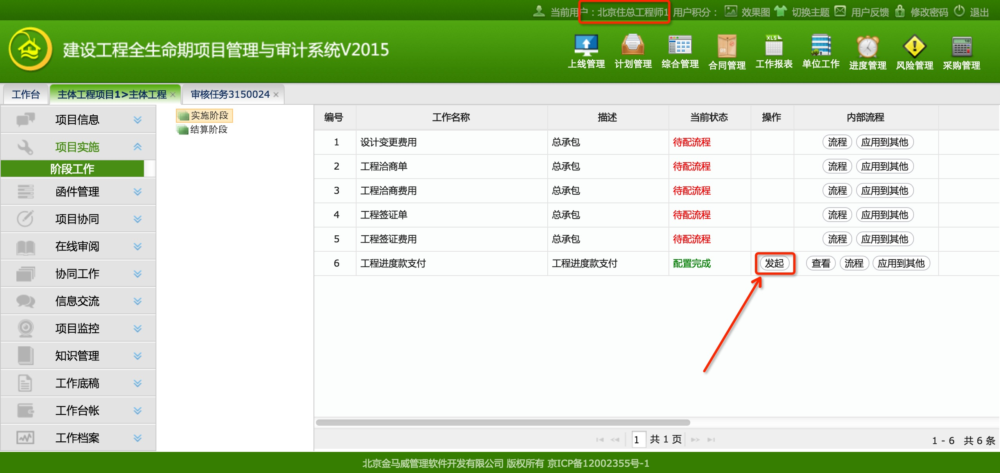 当前用户：北京住总工程师1 用户积分： 效果图 切换主题 用户反馈 修改密码 退出
建设工程全生命期项目管理与审计系统V2015
XLS
上线管理 计划管理 综合管理 合同管理 工作报表 单位工作 进度管理 风险管理 采购管理
工作台 主体工程项目1>主体工程 × 审核任务3150024 ×
项目信息
项目实施
阶段工作
函件管理
项目协同
在线审阅
协同工作
信息交流
项目监控
知识管理
工作底稿
工作台帐
工作档案
实施阶段
结算阶段
编号 工作名称 描述 当前状态 操作 内部流程
1 设计变更费用 总承包 待配流程 流程 应用到其他
2 工程洽商单 总承包 待配流程 流程 应用到其他
3 工程洽商费用 总承包 待配流程 流程 应用到其他
4 工程签证单 总承包 待配流程 流程 应用到其他
5 工程签证费用 总承包 待配流程 流程 应用到其他
6 工程进度款支付 工程进度款支付 配置完成 发起 查看 流程 应用到其他
1 共 1 页
1 - 6 共 6 条
北京金马威管理软件开发有限公司 版权所有 京ICP备12002355号-1